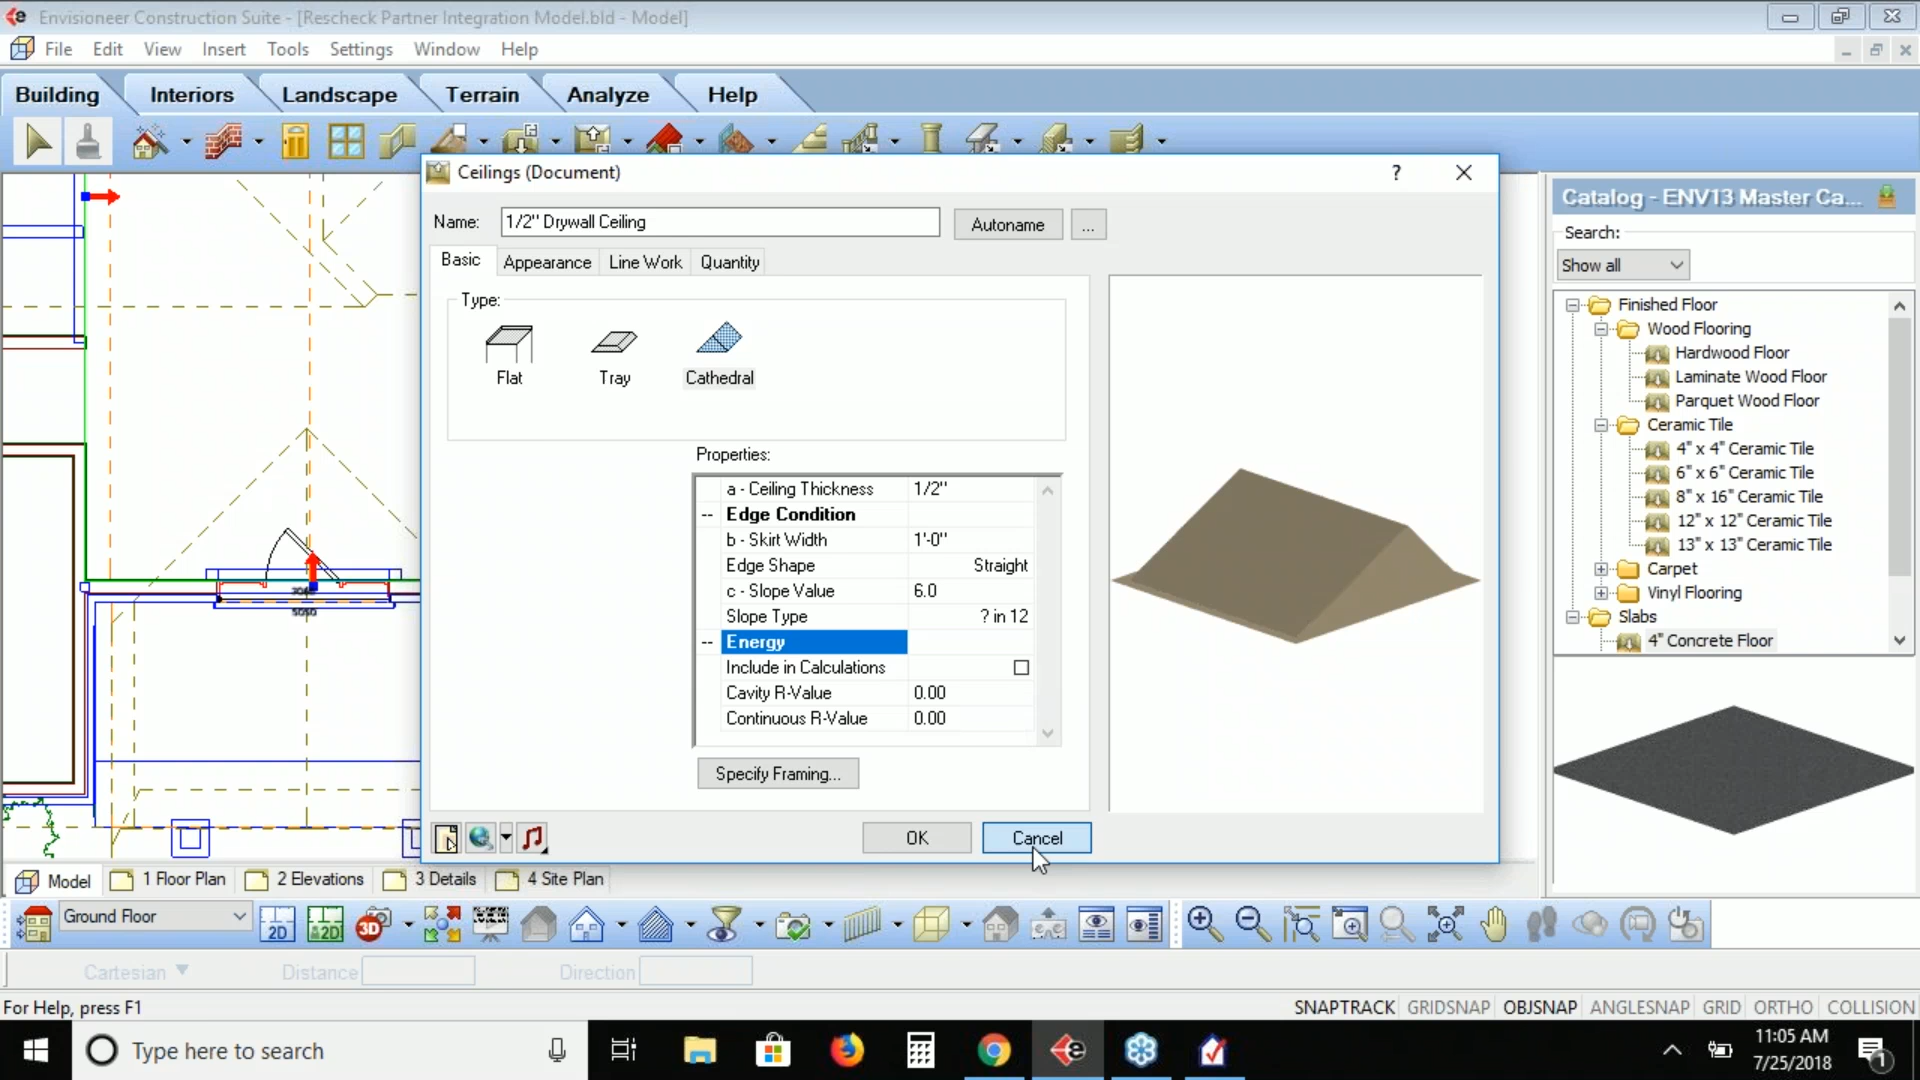 Envisioneer Construction Suite - [Rescheck Partner Integration Model.bld - Model]
File Edit View Insert Tools Settings Window Help
Building Interiors Landscape Terrain Analyze Help
Ceilings (Document)
Name: 1/2" Drywall Ceiling Autoname ...
Basic Appearance Line Work Quantity
Type:
Flat Tray Cathedral
Properties:
a - Ceiling Thickness 1/2"
-- Edge Condition
b - Skirt Width 1'-0"
Edge Shape Straight
c - Slope Value 6.0
Slope Type ? in 12
-- Energy
Include in Calculations
Cavity R-Value 0.00
Continuous R-Value 0.00
Specify Framing...
OK Cancel
Catalog - ENV13 Master Ca...
Search:
Show all
Finished Floor
Wood Flooring
Hardwood Floor
Laminate Wood Floor
Parquet Wood Floor
Ceramic Tile
4" x 4" Ceramic Tile
6" x 6" Ceramic Tile
8" x 16" Ceramic Tile
12" x 12" Ceramic Tile
13" x 13" Ceramic Tile
Carpet
Vinyl Flooring
Slabs
4" Concrete Floor
5050
Model 1 Floor Plan 2 Elevations 3 Details 4 Site Plan
Ground Floor 2D 2D 3D
Cartesian Distance Direction
For Help, press F1
SNAPTRACK GRIDSNAP OBJSNAP ANGLESNAP GRID ORTHO COLLISION
Type here to search
11:05 AM
7/25/2018
1